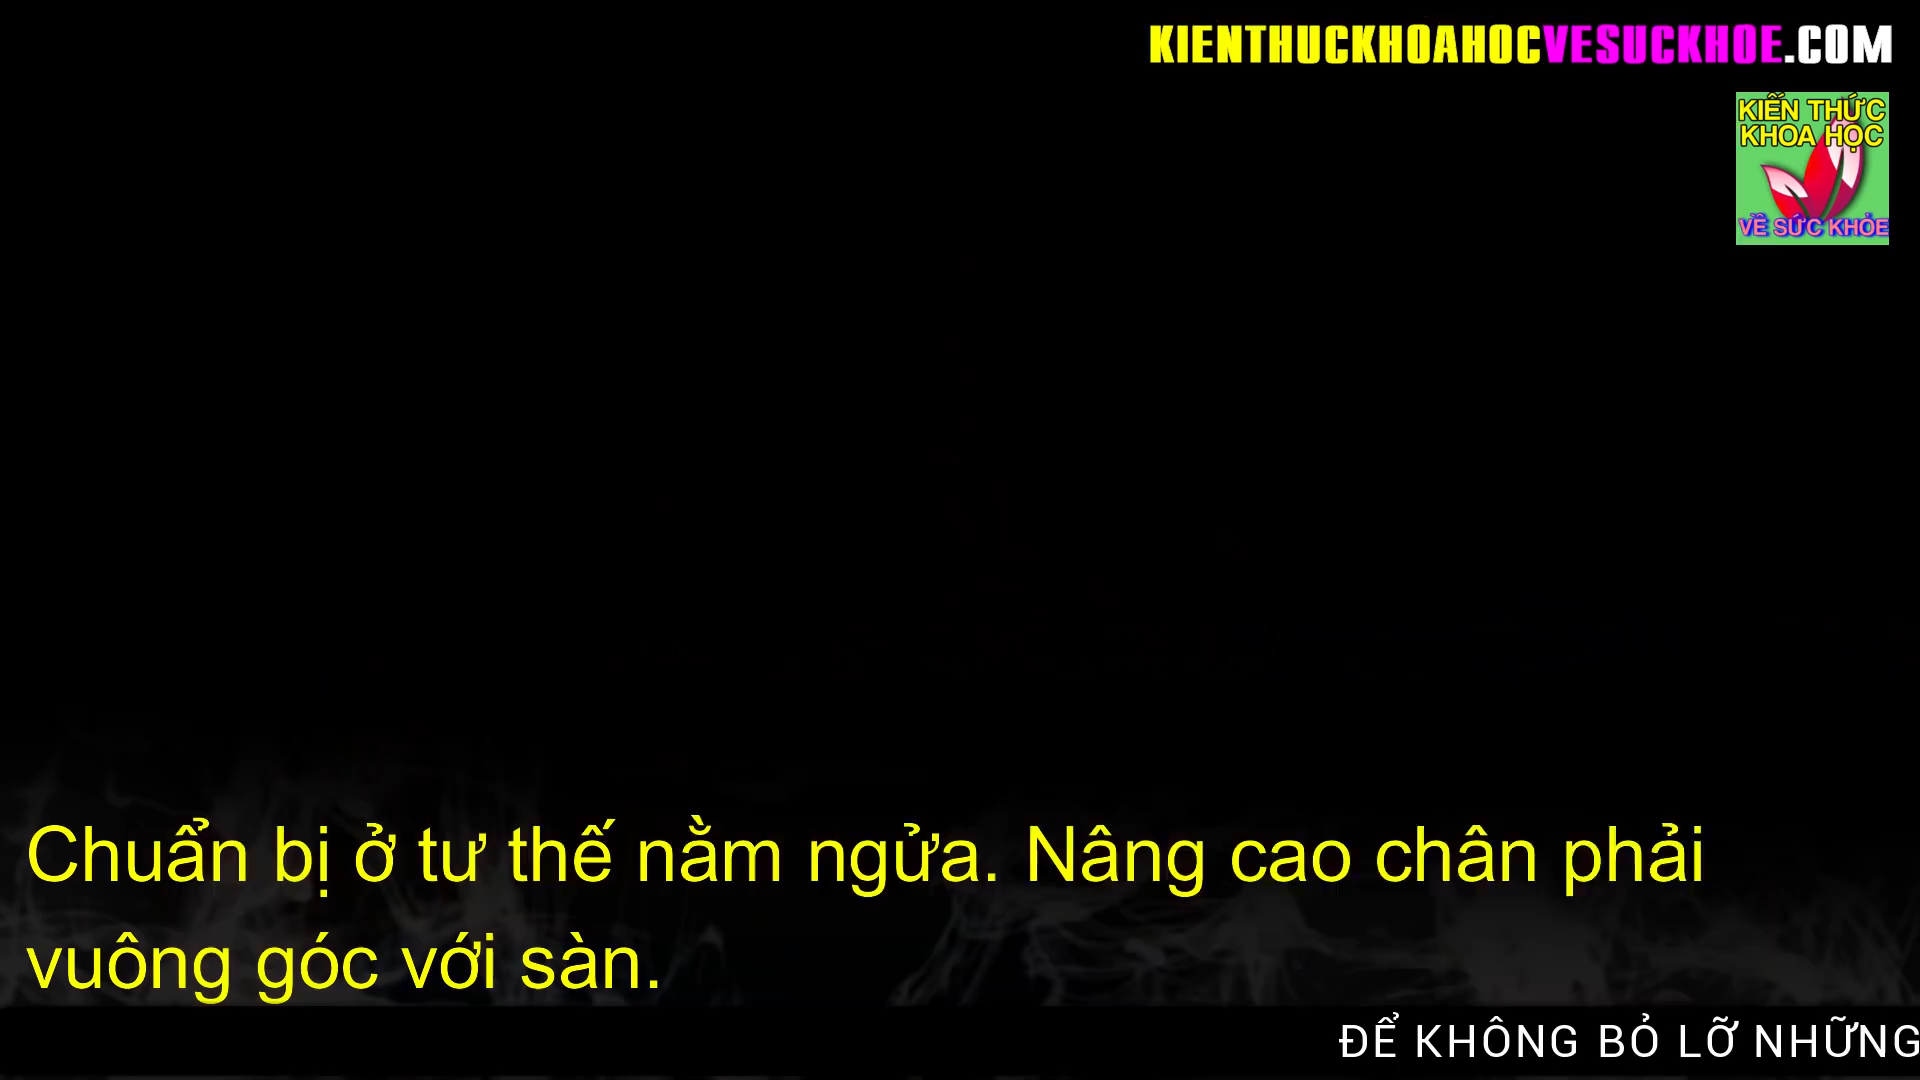 KIENTHUCKHOAHOCVESUCKHOE.COM
KIẾN THỨC
KHOA HỌC
VỀ SỨC KHỎE
Chuẩn bị ở tư thế nằm ngửa. Nâng cao chân phải
vuông góc với sàn.
ĐỂ KHÔNG BỎ LỠ NHỮNG